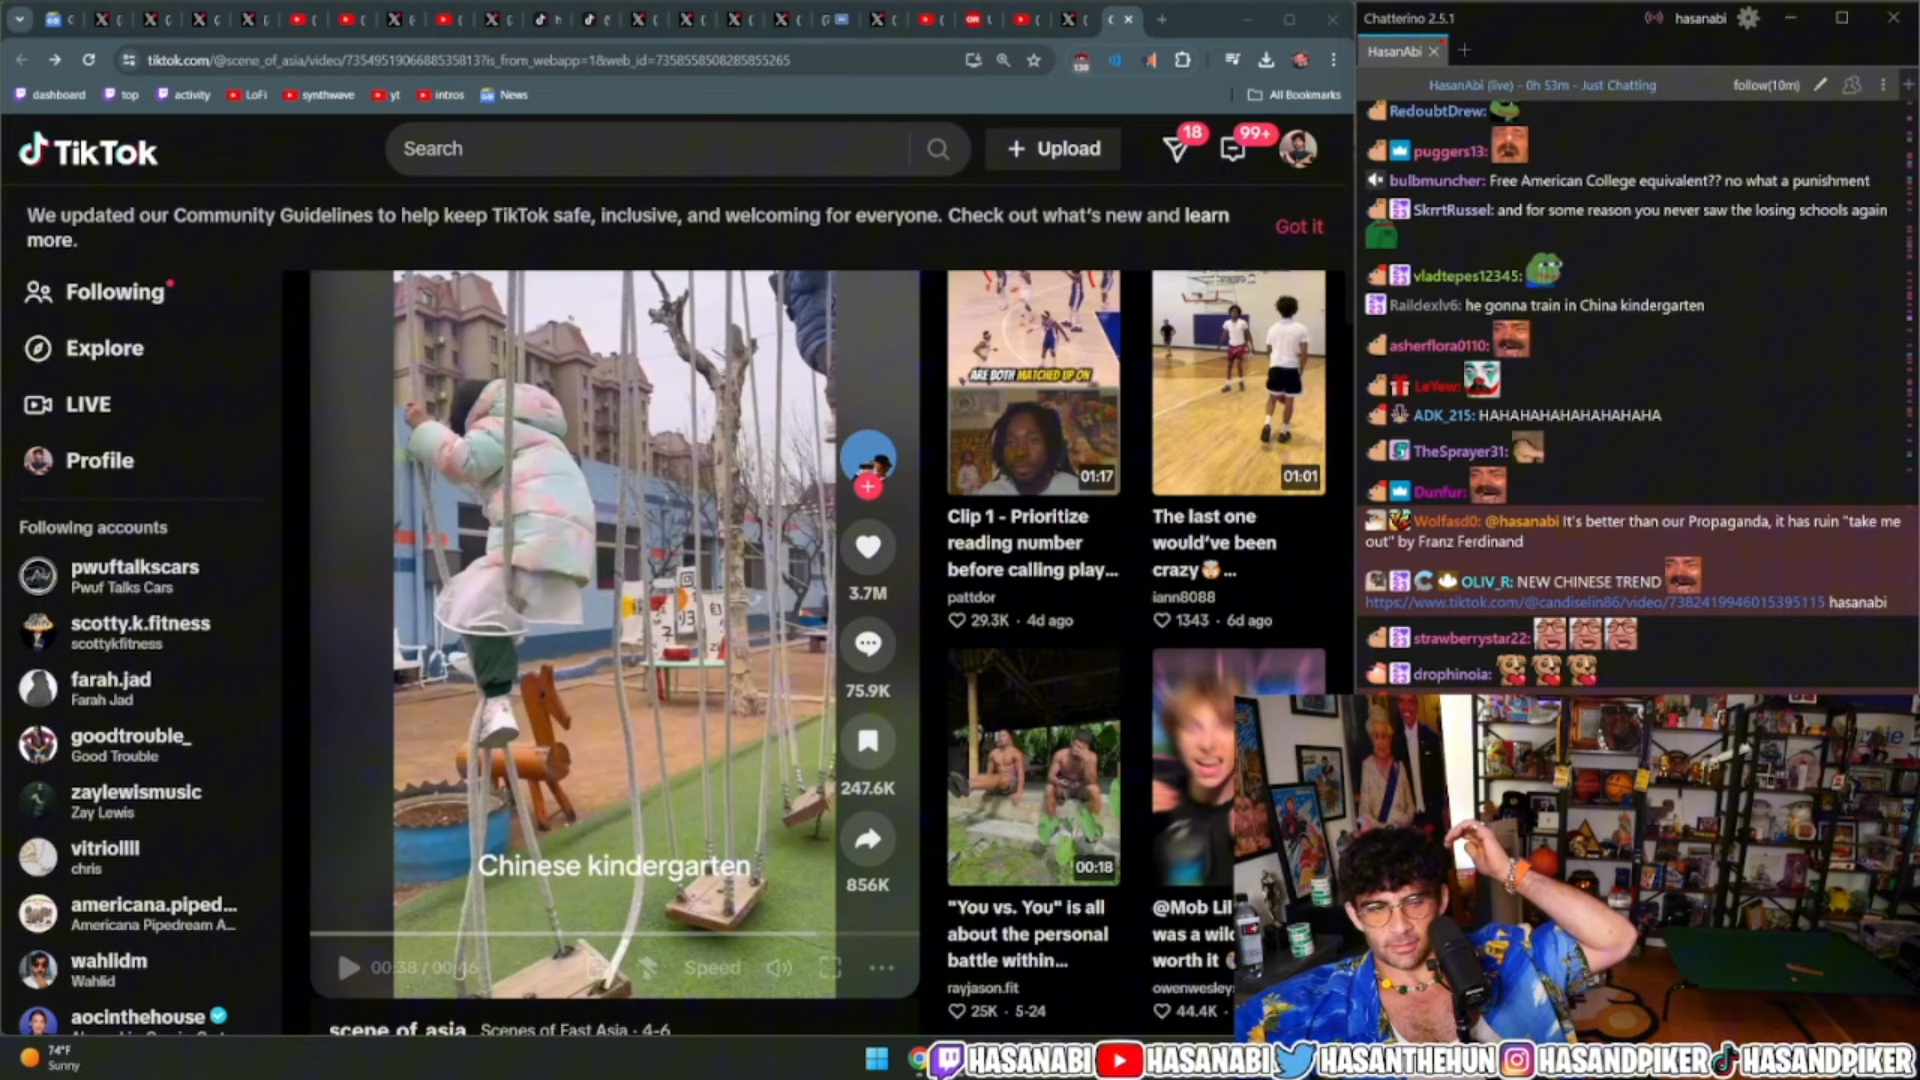 tiktok.com/@scene_of_asia/video/7354951906688535813?is_from_webapp=1&web_id=7358558508285855265
dashboard
top
activity
LoFi
synthwave
yt
intros
News
All Bookmarks
TikTok
Search
Upload
18
99+
We updated our Community Guidelines to help keep TikTok safe, inclusive, and welcoming for everyone. Check out what's new and learn
more.
Got it
Following
Explore
LIVE
Profile
Following accounts
pwuftalkscars
Pwuf Talks Cars
scotty.k.fitness
scottykfitness
farah.jad
Farah Jad
goodtrouble_
Good Trouble
zaylewismusic
Zay Lewis
vitriollll
chris
americana.piped...
Americana Pipedream A...
wahlidm
Wahlid
aocinthehouse
Chinese kindergarten
00:38 / 00:46
Speed
3.7M
75.9K
247.6K
856K
scene_of_asia Scenes of East Asia · 4-6
ARE BOTH MATCHED UP ON
01:17
Clip 1 - Prioritize
reading number
before calling play...
pattdor
29.3K · 4d ago
01:01
The last one
would've been
crazy ...
iann8088
1343 · 6d ago
00:18
"You vs. You" is all
about the personal
battle within...
rayjason.fit
25K · 5-24
@Mob Lil
was a wild
worth it
owenwesley
44.4K ·
Chatterino 2.5.1
hasanabi
HasanAbi
HasanAbi (live) - 0h 53m - Just Chatting
follow(10m)
RedoubtDrew:
puggers13:
bulbmuncher: Free American College equivalent?? no what a punishment
SkrrtRussel: and for some reason you never saw the losing schools again
vladtepes12345:
Raildexlv6: he gonna train in China kindergarten
asherflora0110:
LeYew:
ADK_215: HAHAHAHAHAHAHAHAHA
TheSprayer31:
Dunfur:
Wolfasd0: @hasanabi It's better than our Propaganda, it has ruin "take me
out" by Franz Ferdinand
OLIV_R: NEW CHINESE TREND
https://www.tiktok.com/@candiselin86/video/7382419946015395115 hasanabi
strawberrystar22:
drophinoia:
74°F
Sunny
HASANABI
HASANABI
HASANTHEHUN
HASANDPIKER
HASANDPIKER